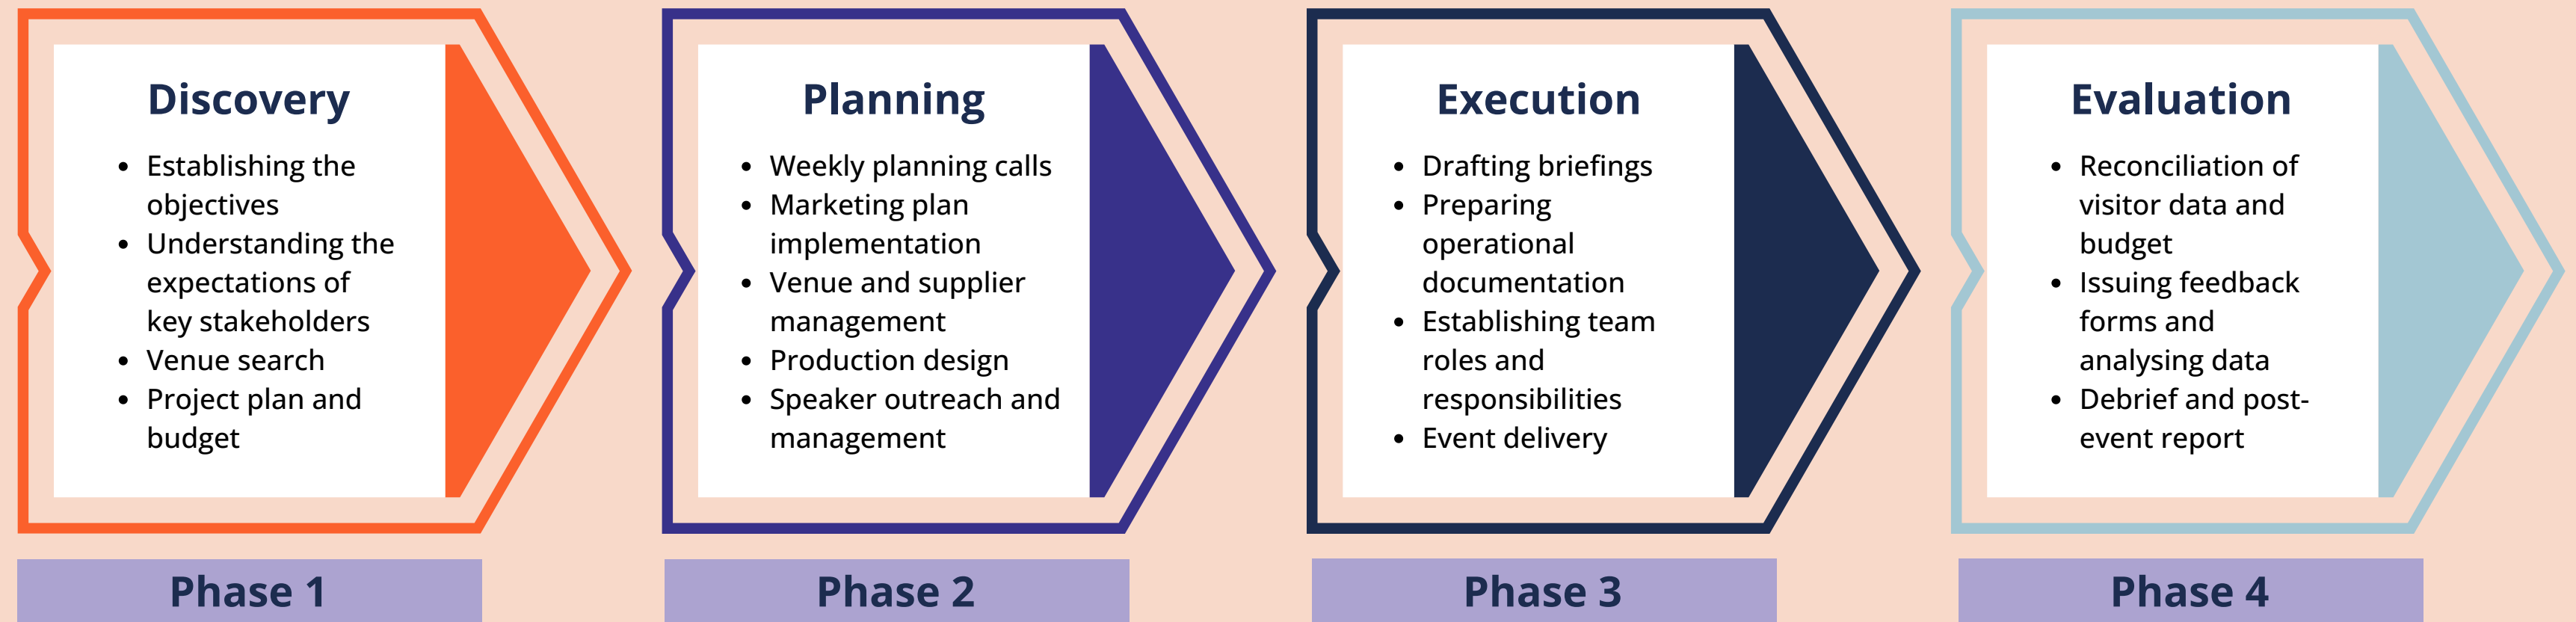 Discovery
• Establishing the
objectives
• Understanding the
expectations of
key stakeholders
• Venue search
• Project plan and
budget
Phase 1
Planning
• Weekly planning calls
• Marketing plan
implementation
• Venue and supplier
management
• Production design
• Speaker outreach and
management
Phase 2
Execution
• Drafting briefings
• Preparing
operational
documentation
• Establishing team
roles and
responsibilities
• Event delivery
Phase 3
Evaluation
• Reconciliation of
visitor data and
budget
• Issuing feedback
forms and
analysing data
• Debrief and post-
event report
Phase 4